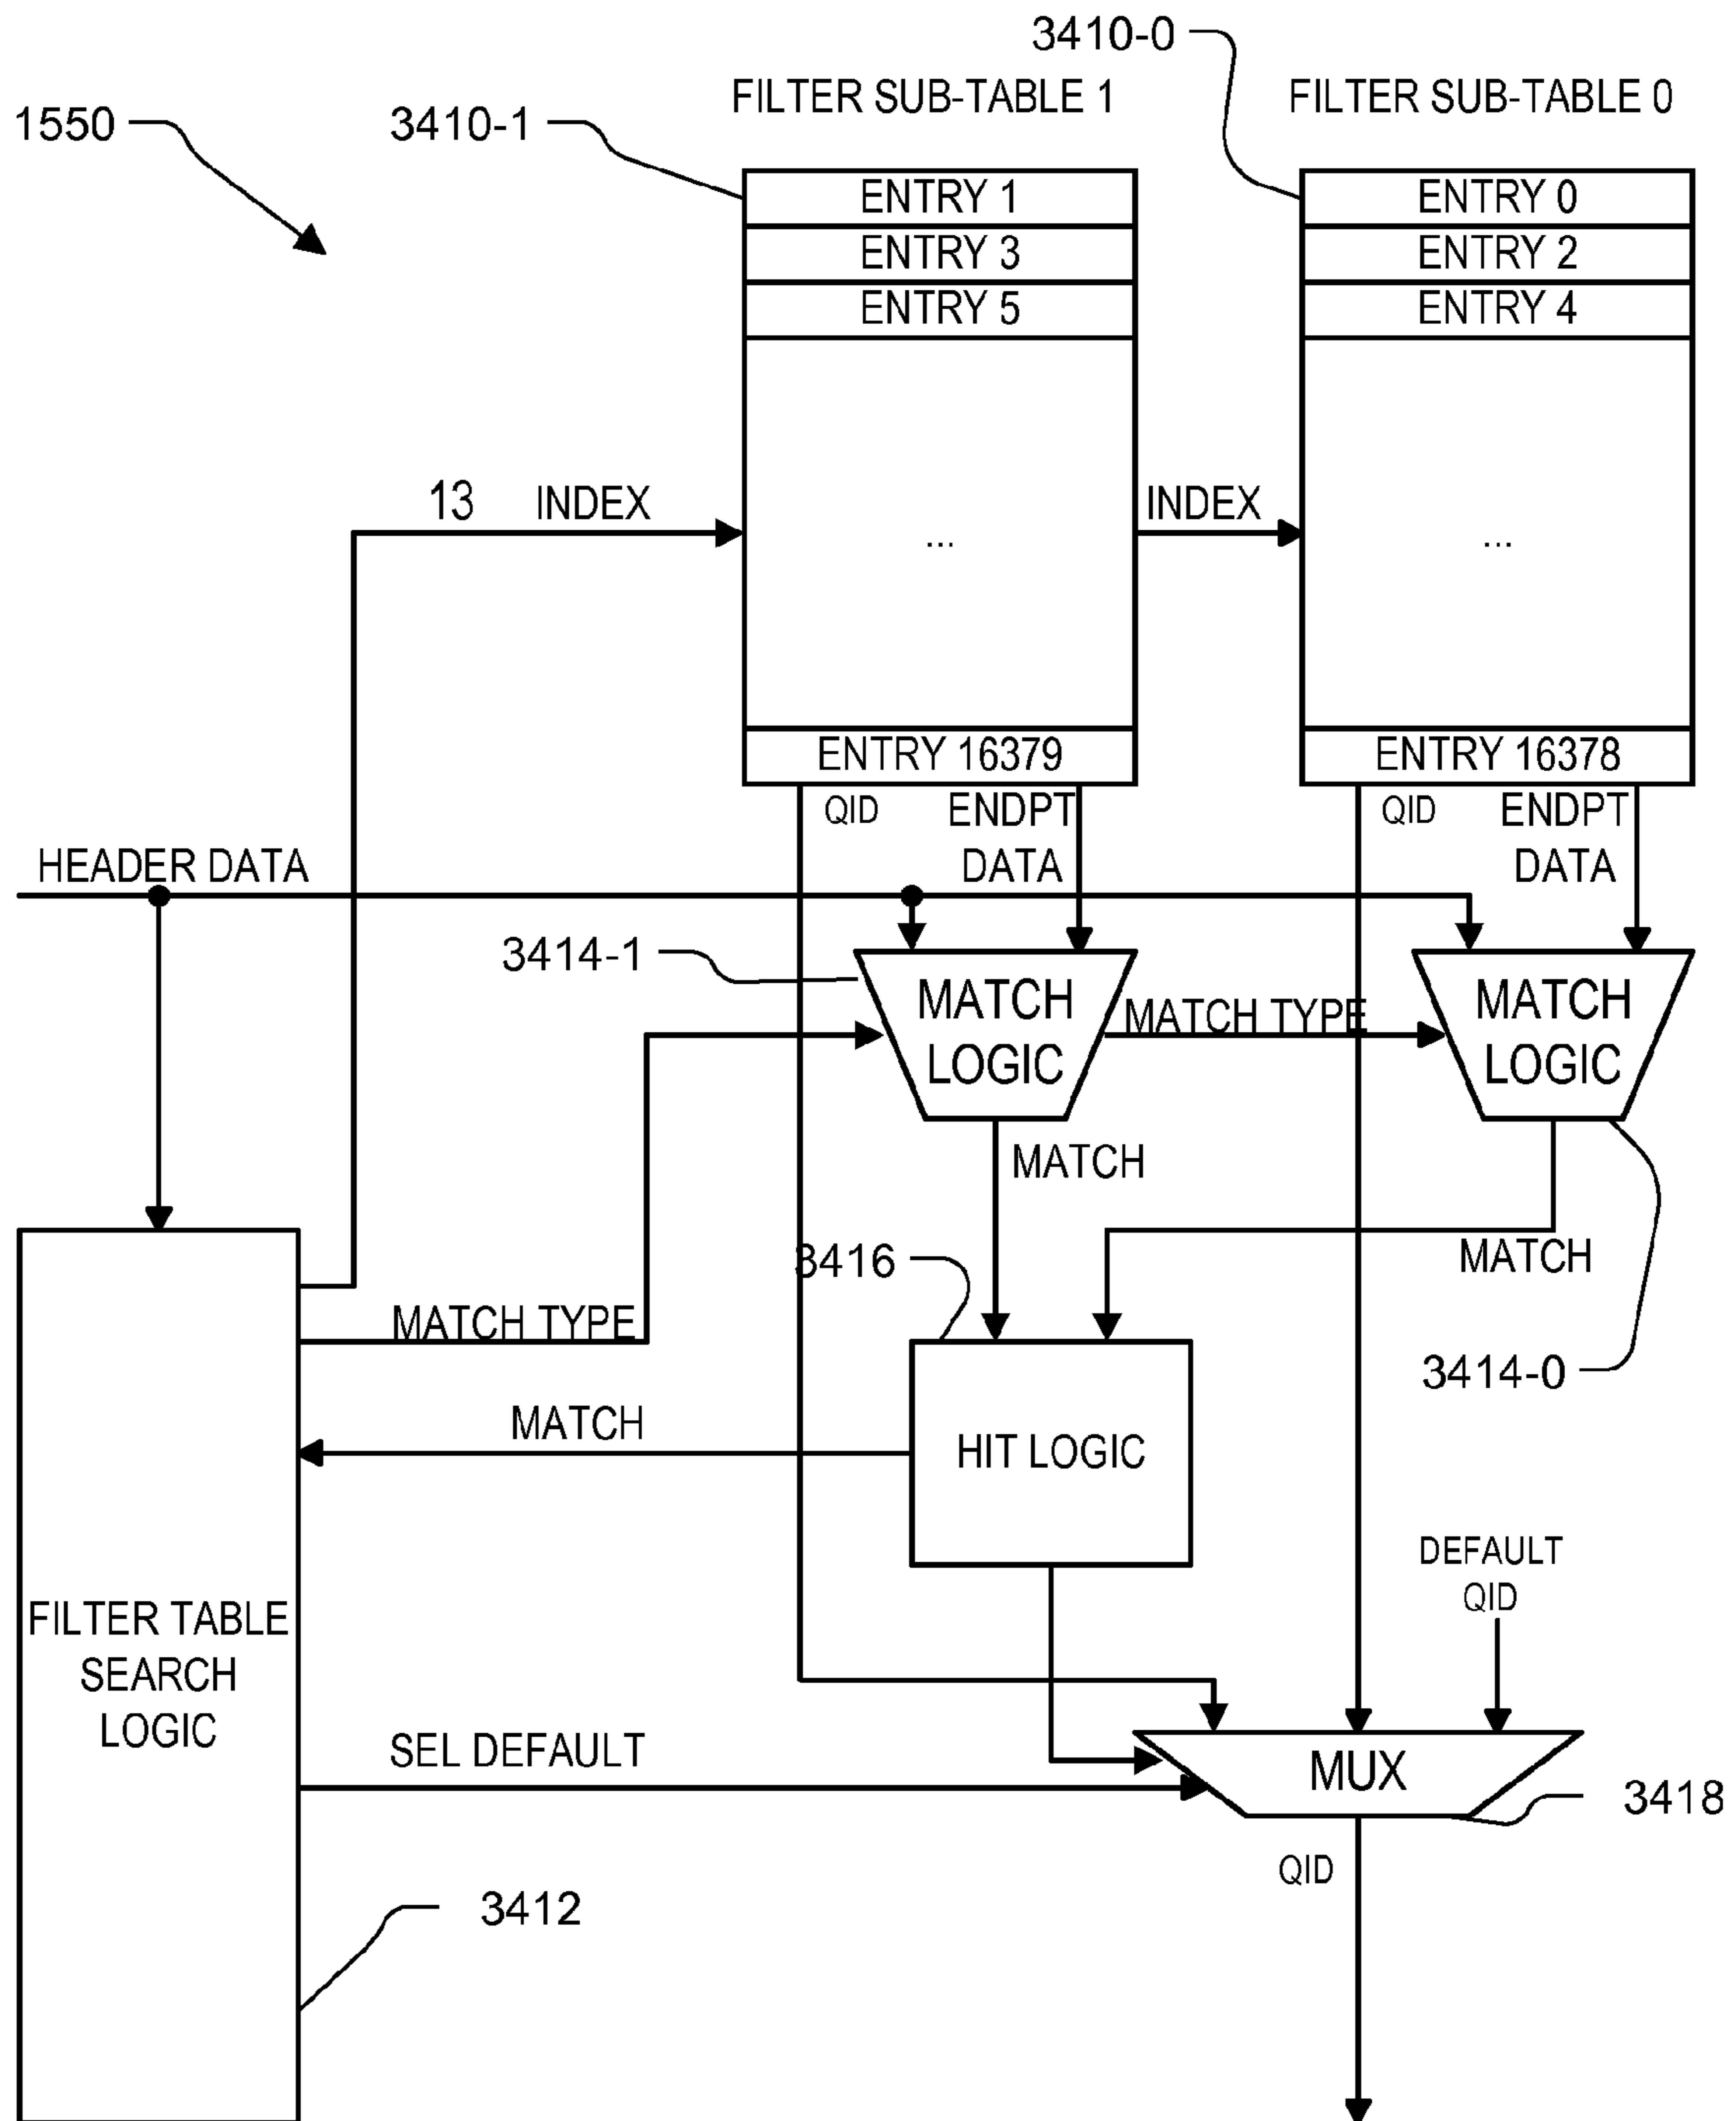 3410-0
FILTER SUB-TABLE 1
FILTER SUB-TABLE 0
1550
3410-1
ENTRY 1
ENTRY 0
ENTRY 3
ENTRY 2
ENTRY 5
ENTRY 4
13
INDEX
INDEX
...
...
ENTRY 16379
ENTRY 16378
QID
ENDPT
DATA
QID
ENDPT
DATA
HEADER DATA
3414-1
MATCH
LOGIC
MATCH TYPE
MATCH
LOGIC
MATCH
MATCH
3416
MATCH TYPE
3414-0
MATCH
HIT LOGIC
DEFAULT
QID
FILTER TABLE
SEARCH
LOGIC
SEL DEFAULT
MUX
3418
QID
3412